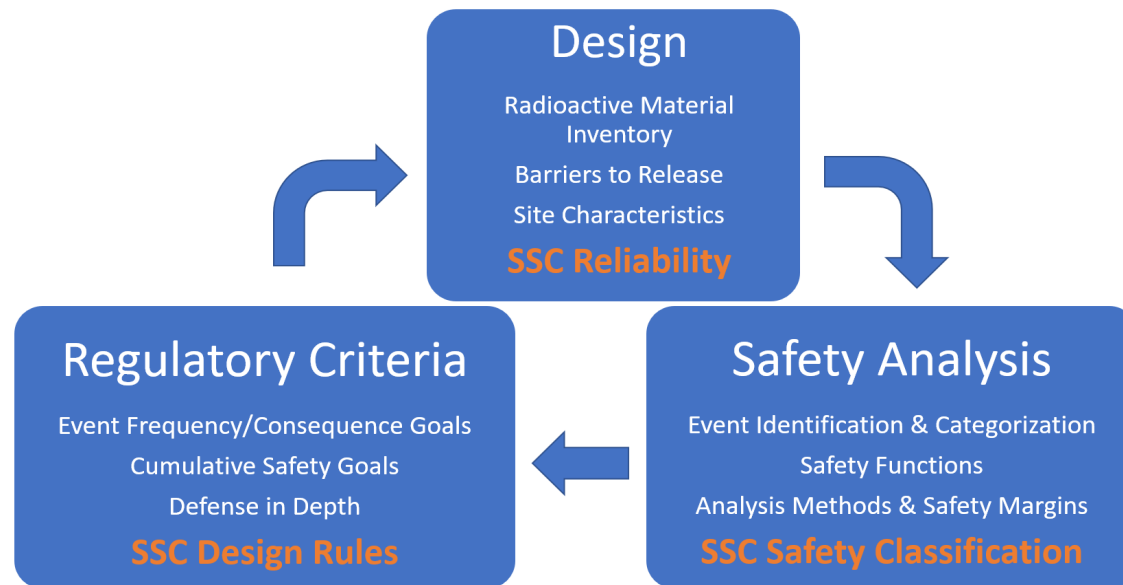 Design
Radioactive Material
Inventory
Barriers to Release
Site Characteristics
SSC Reliability
Regulatory Criteria
Event Frequency/Consequence Goals
Cumulative Safety Goals
Defense in Depth
SSC Design Rules
Safety Analysis
Event Identification & Categorization
Safety Functions
Analysis Methods & Safety Margins
SSC Safety Classification